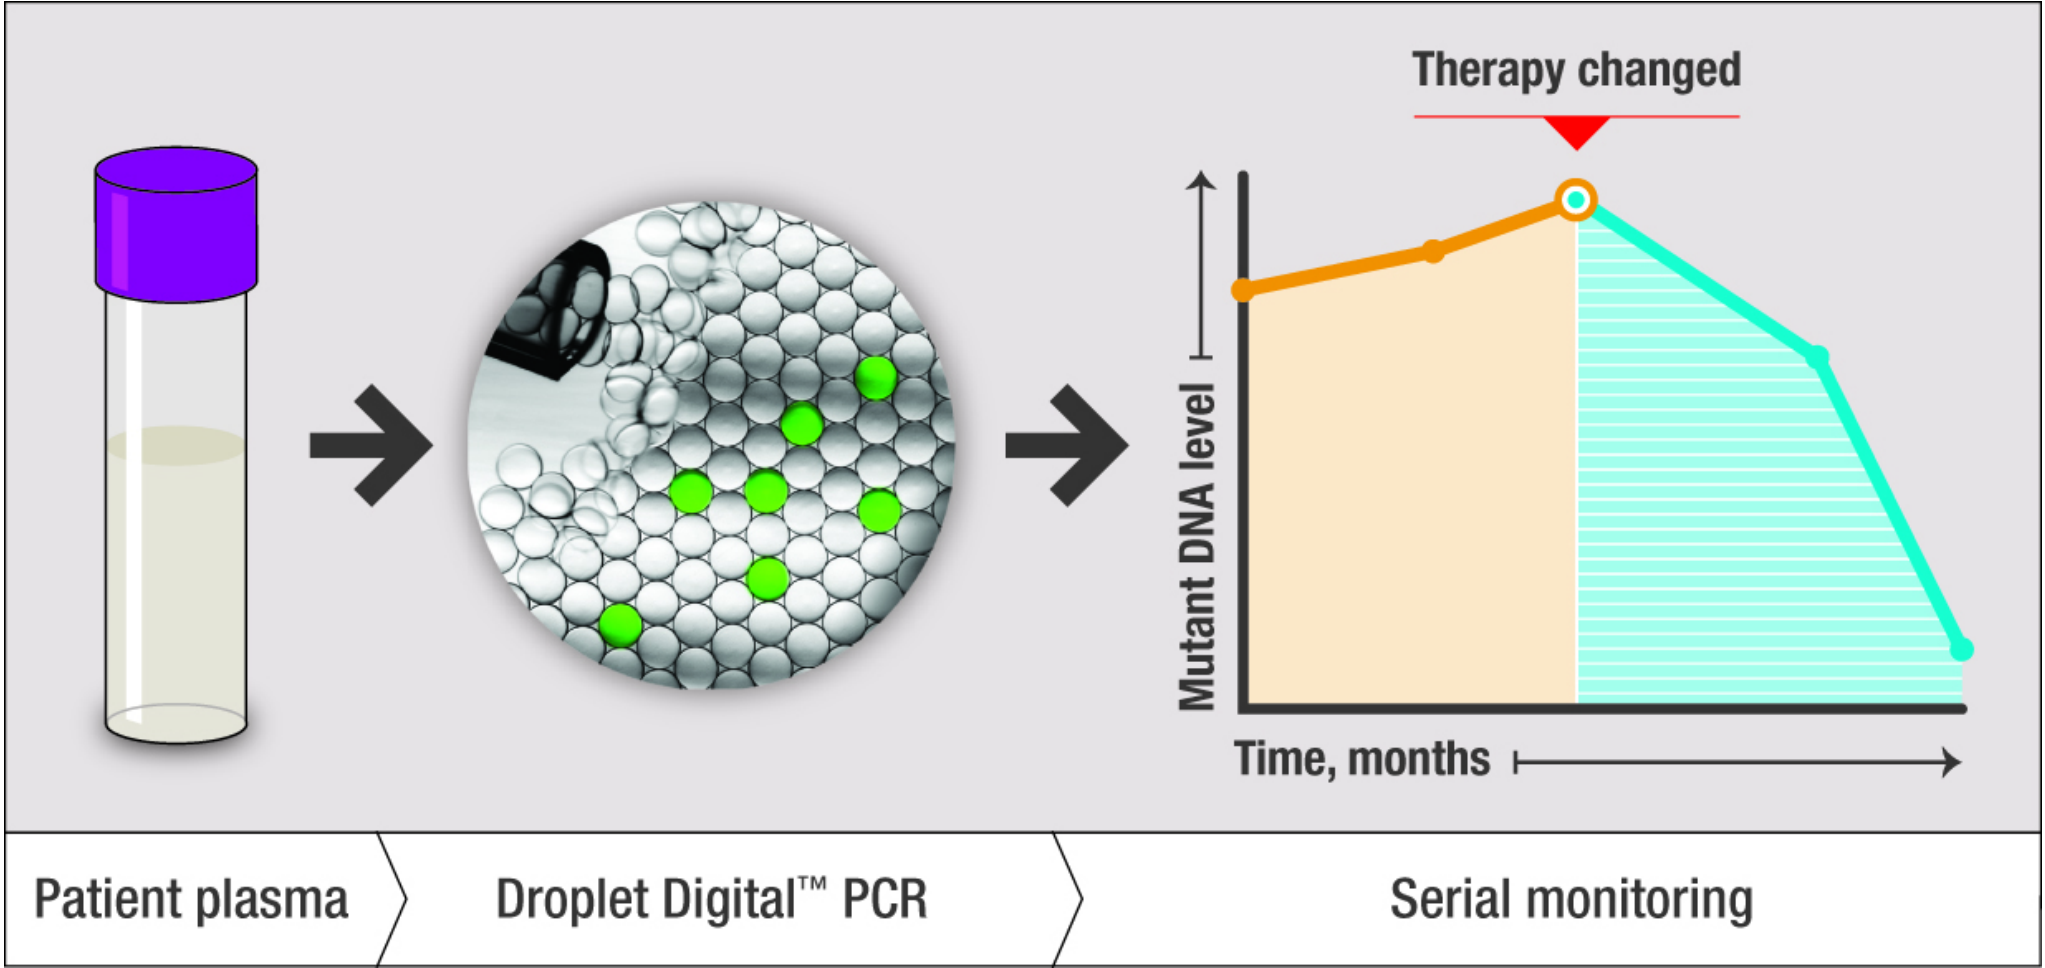 Therapy changed
Mutant DNA level
Time, months
Patient plasma
Droplet Digital™ PCR
Serial monitoring